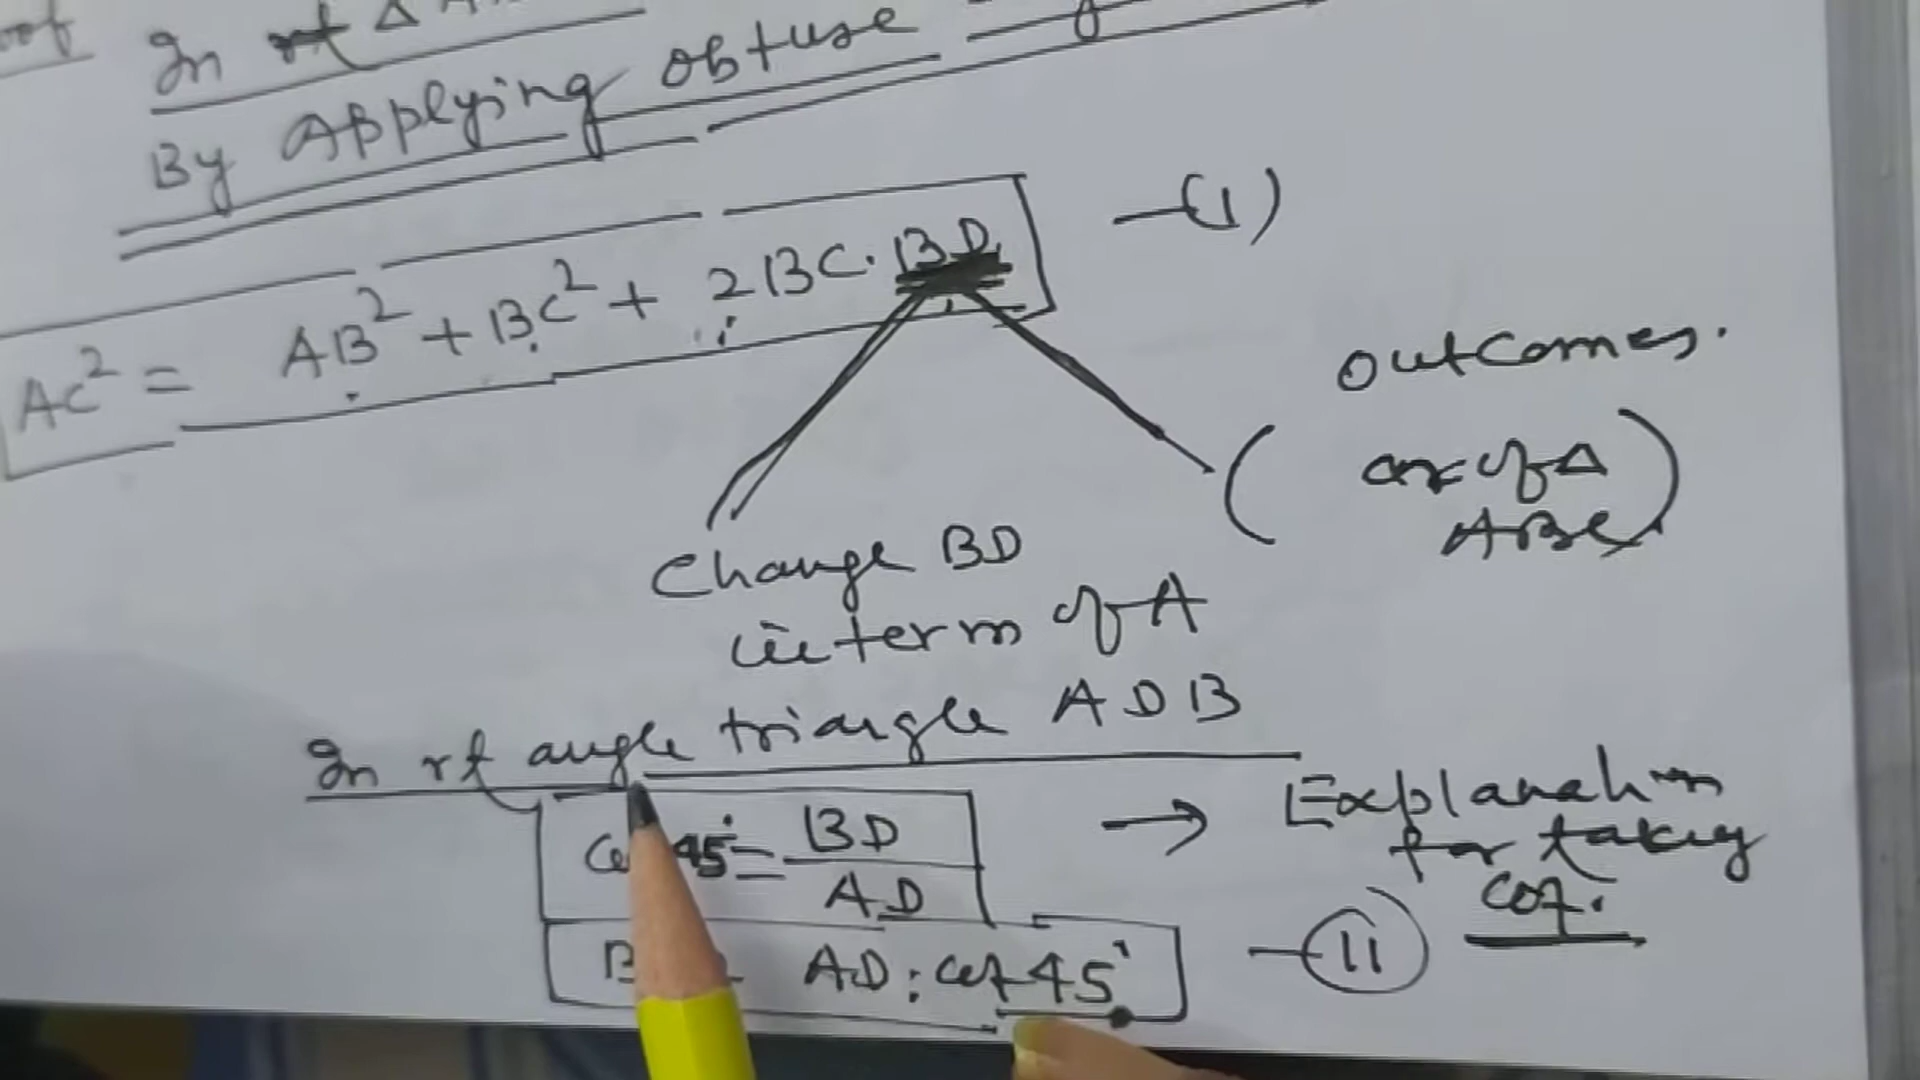 In rt Δ
By Applying obtuse
AC² = AB² + BC² + 2BC. BD, —(1)
outcomes.
(ar of Δ
ABC)
Change BD
in term of A
In rt angle triangle ADB
45° = BD
AD
→ Explanation
for taking
cot.
AD . cot 45° —(II)